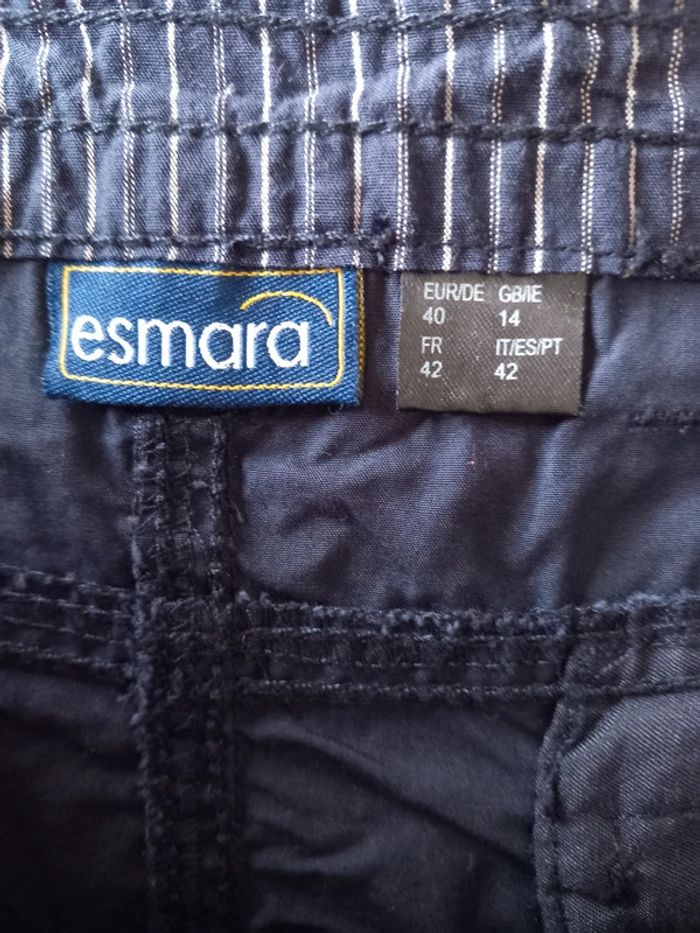 esmara
EUR/DE GB/IE
40 14
FR IT/ES/PT
42 42